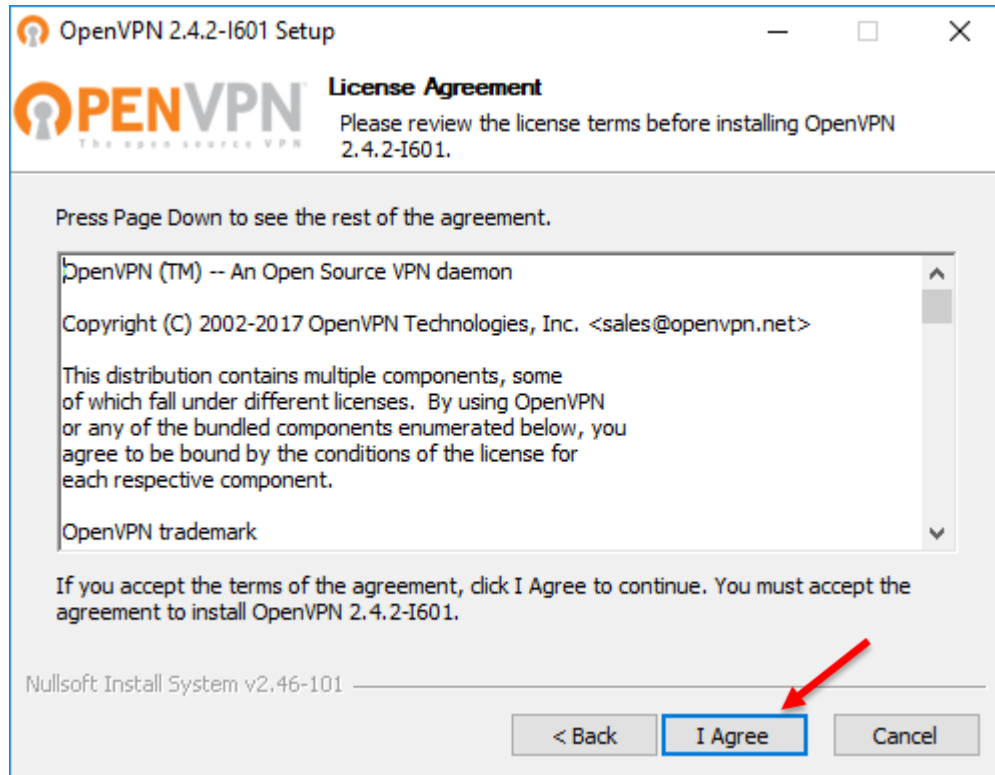 OpenVPN 2.4.2-I601 Setup
OPENVPN
The open source VPN
License Agreement
Please review the license terms before installing OpenVPN
2.4.2-I601.
Press Page Down to see the rest of the agreement.
OpenVPN (TM) -- An Open Source VPN daemon
Copyright (C) 2002-2017 OpenVPN Technologies, Inc. <sales@openvpn.net>
This distribution contains multiple components, some
of which fall under different licenses.  By using OpenVPN
or any of the bundled components enumerated below, you
agree to be bound by the conditions of the license for
each respective component.
OpenVPN trademark
If you accept the terms of the agreement, click I Agree to continue. You must accept the
agreement to install OpenVPN 2.4.2-I601.
Nullsoft Install System v2.46-101
< Back
I Agree
Cancel